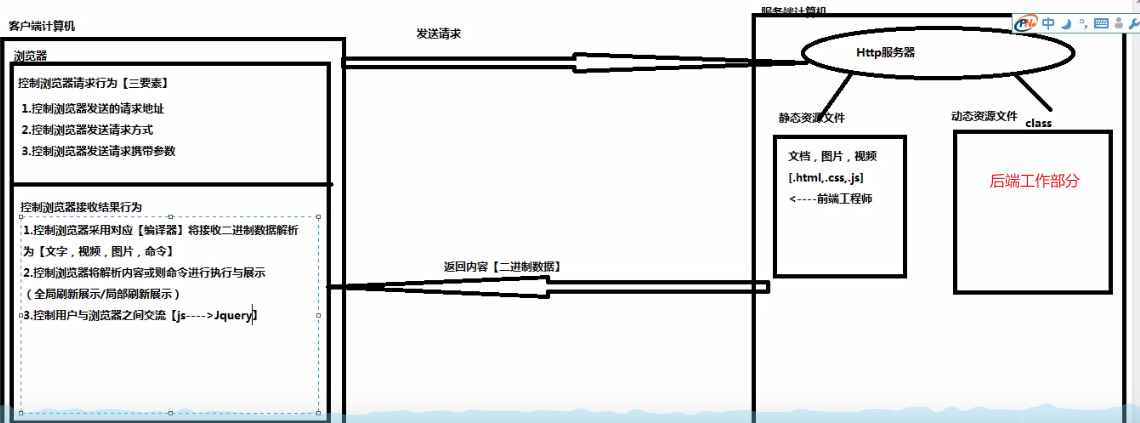 客户端计算机
浏览器
控制浏览器请求行为【三要素】
1.控制浏览器发送的请求地址
2.控制浏览器发送请求方式
3.控制浏览器发送请求携带参数
控制浏览器接收结果行为
1.控制浏览器采用对应【编译器】将接收二进制数据解析
为【文字，视频，图片，命令】
2.控制浏览器将解析内容或则命令进行执行与展示
（全局刷新展示/局部刷新展示）
3.控制用户与浏览器之间交流【js---->Jquery】
发送请求
返回内容【二进制数据】
服务端计算机
Http服务器
静态资源文件
文档，图片，视频
[.html,.css,.js]
<----前端工程师
动态资源文件
class
后端工作部分
中